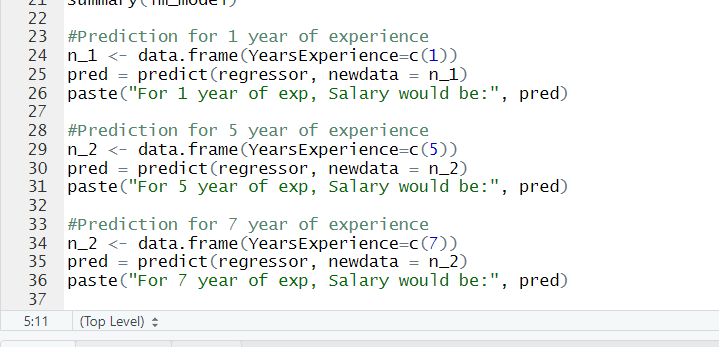 21 summary(lm_model)
22
23 #Prediction for 1 year of experience
24 n_1 <- data.frame(YearsExperience=c(1))
25 pred = predict(regressor, newdata = n_1)
26 paste("For 1 year of exp, Salary would be:", pred)
27
28 #Prediction for 5 year of experience
29 n_2 <- data.frame(YearsExperience=c(5))
30 pred = predict(regressor, newdata = n_2)
31 paste("For 5 year of exp, Salary would be:", pred)
32
33 #Prediction for 7 year of experience
34 n_2 <- data.frame(YearsExperience=c(7))
35 pred = predict(regressor, newdata = n_2)
36 paste("For 7 year of exp, Salary would be:", pred)
37
5:11 (Top Level)